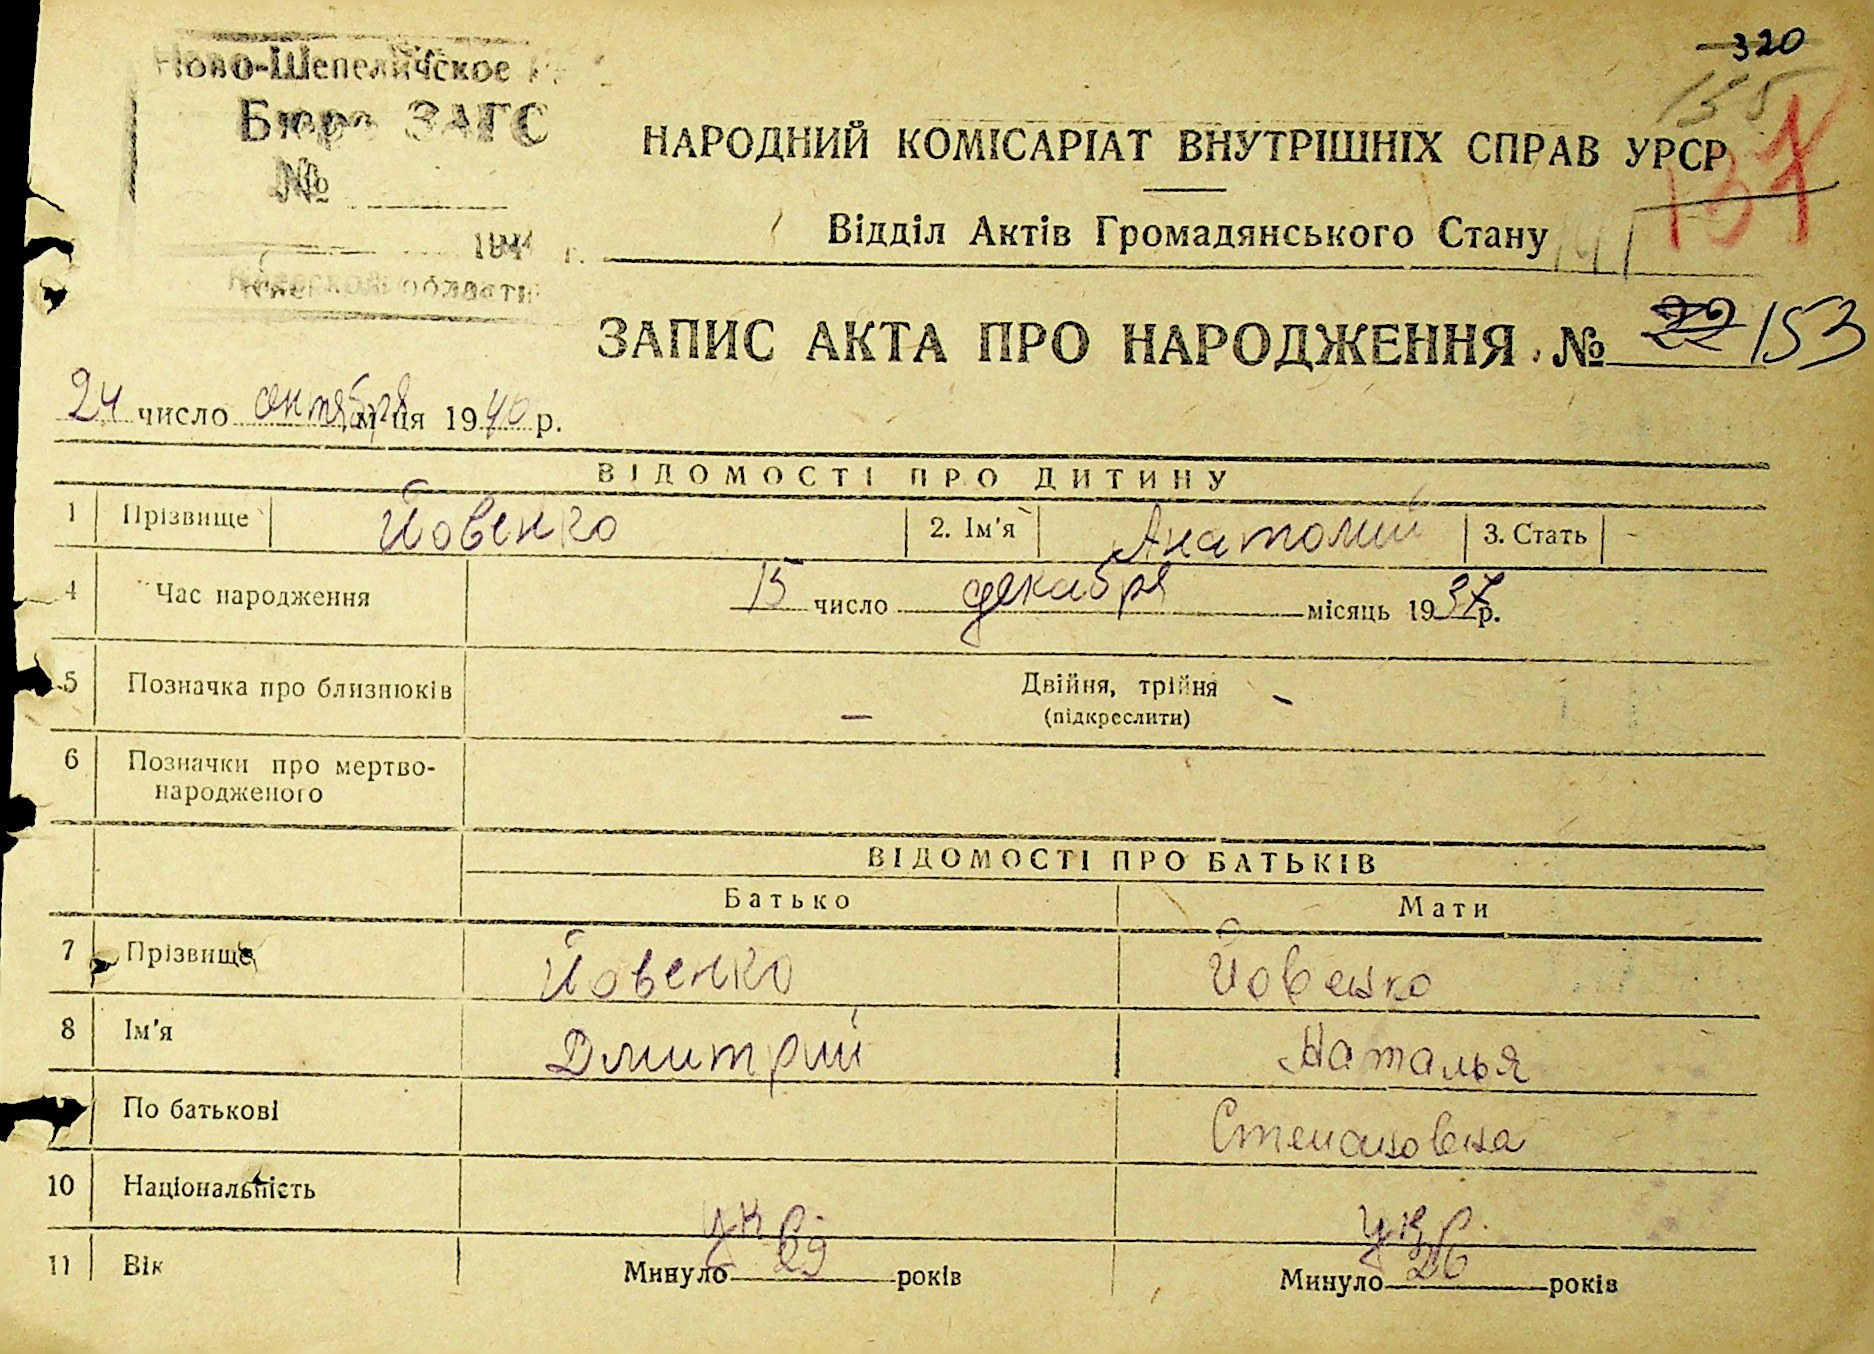 320
155
Ново-Шепеличское
Бюро ЗАГС
№
137
НАРОДНИЙ КОМІСАРІАТ ВНУТРІШНІХ СПРАВ УРСР
Відділ Актів Громадянського Стану
194 г.
области
ЗАПИС АКТА ПРО НАРОДЖЕННЯ № 22 153
24 число октября м-ця 1940 р.
ВІДОМОСТІ ПРО ДИТИНУ
1 Прізвище Йовенко 2. Ім'я Анатолий 3. Стать
4 Час народження 15 число декабря місяць 1937 р.
5 Позначка про близнюків Двійня, трійня
(підкреслити)
6 Позначки про мертво-
народженого
ВІДОМОСТІ ПРО БАТЬКІВ
Батько Мати
7 Прізвище Йовенко Йовенко
8 Ім'я Дмитрий Наталья
По батькові Степановна
10 Національність укр. укр.
11 Вік Минуло 29 років Минуло 26 років